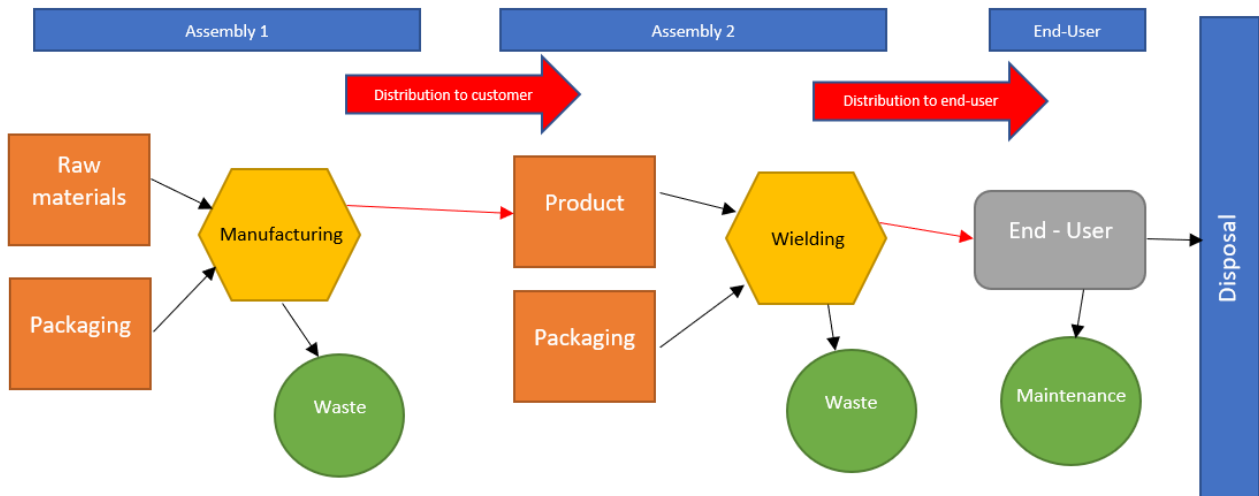 Assembly 1
Assembly 2
End-User
Distribution to customer
Distribution to end-user
Raw
materials
Manufacturing
Packaging
Waste
Product
Wielding
Packaging
Waste
End - User
Maintenance
Disposal